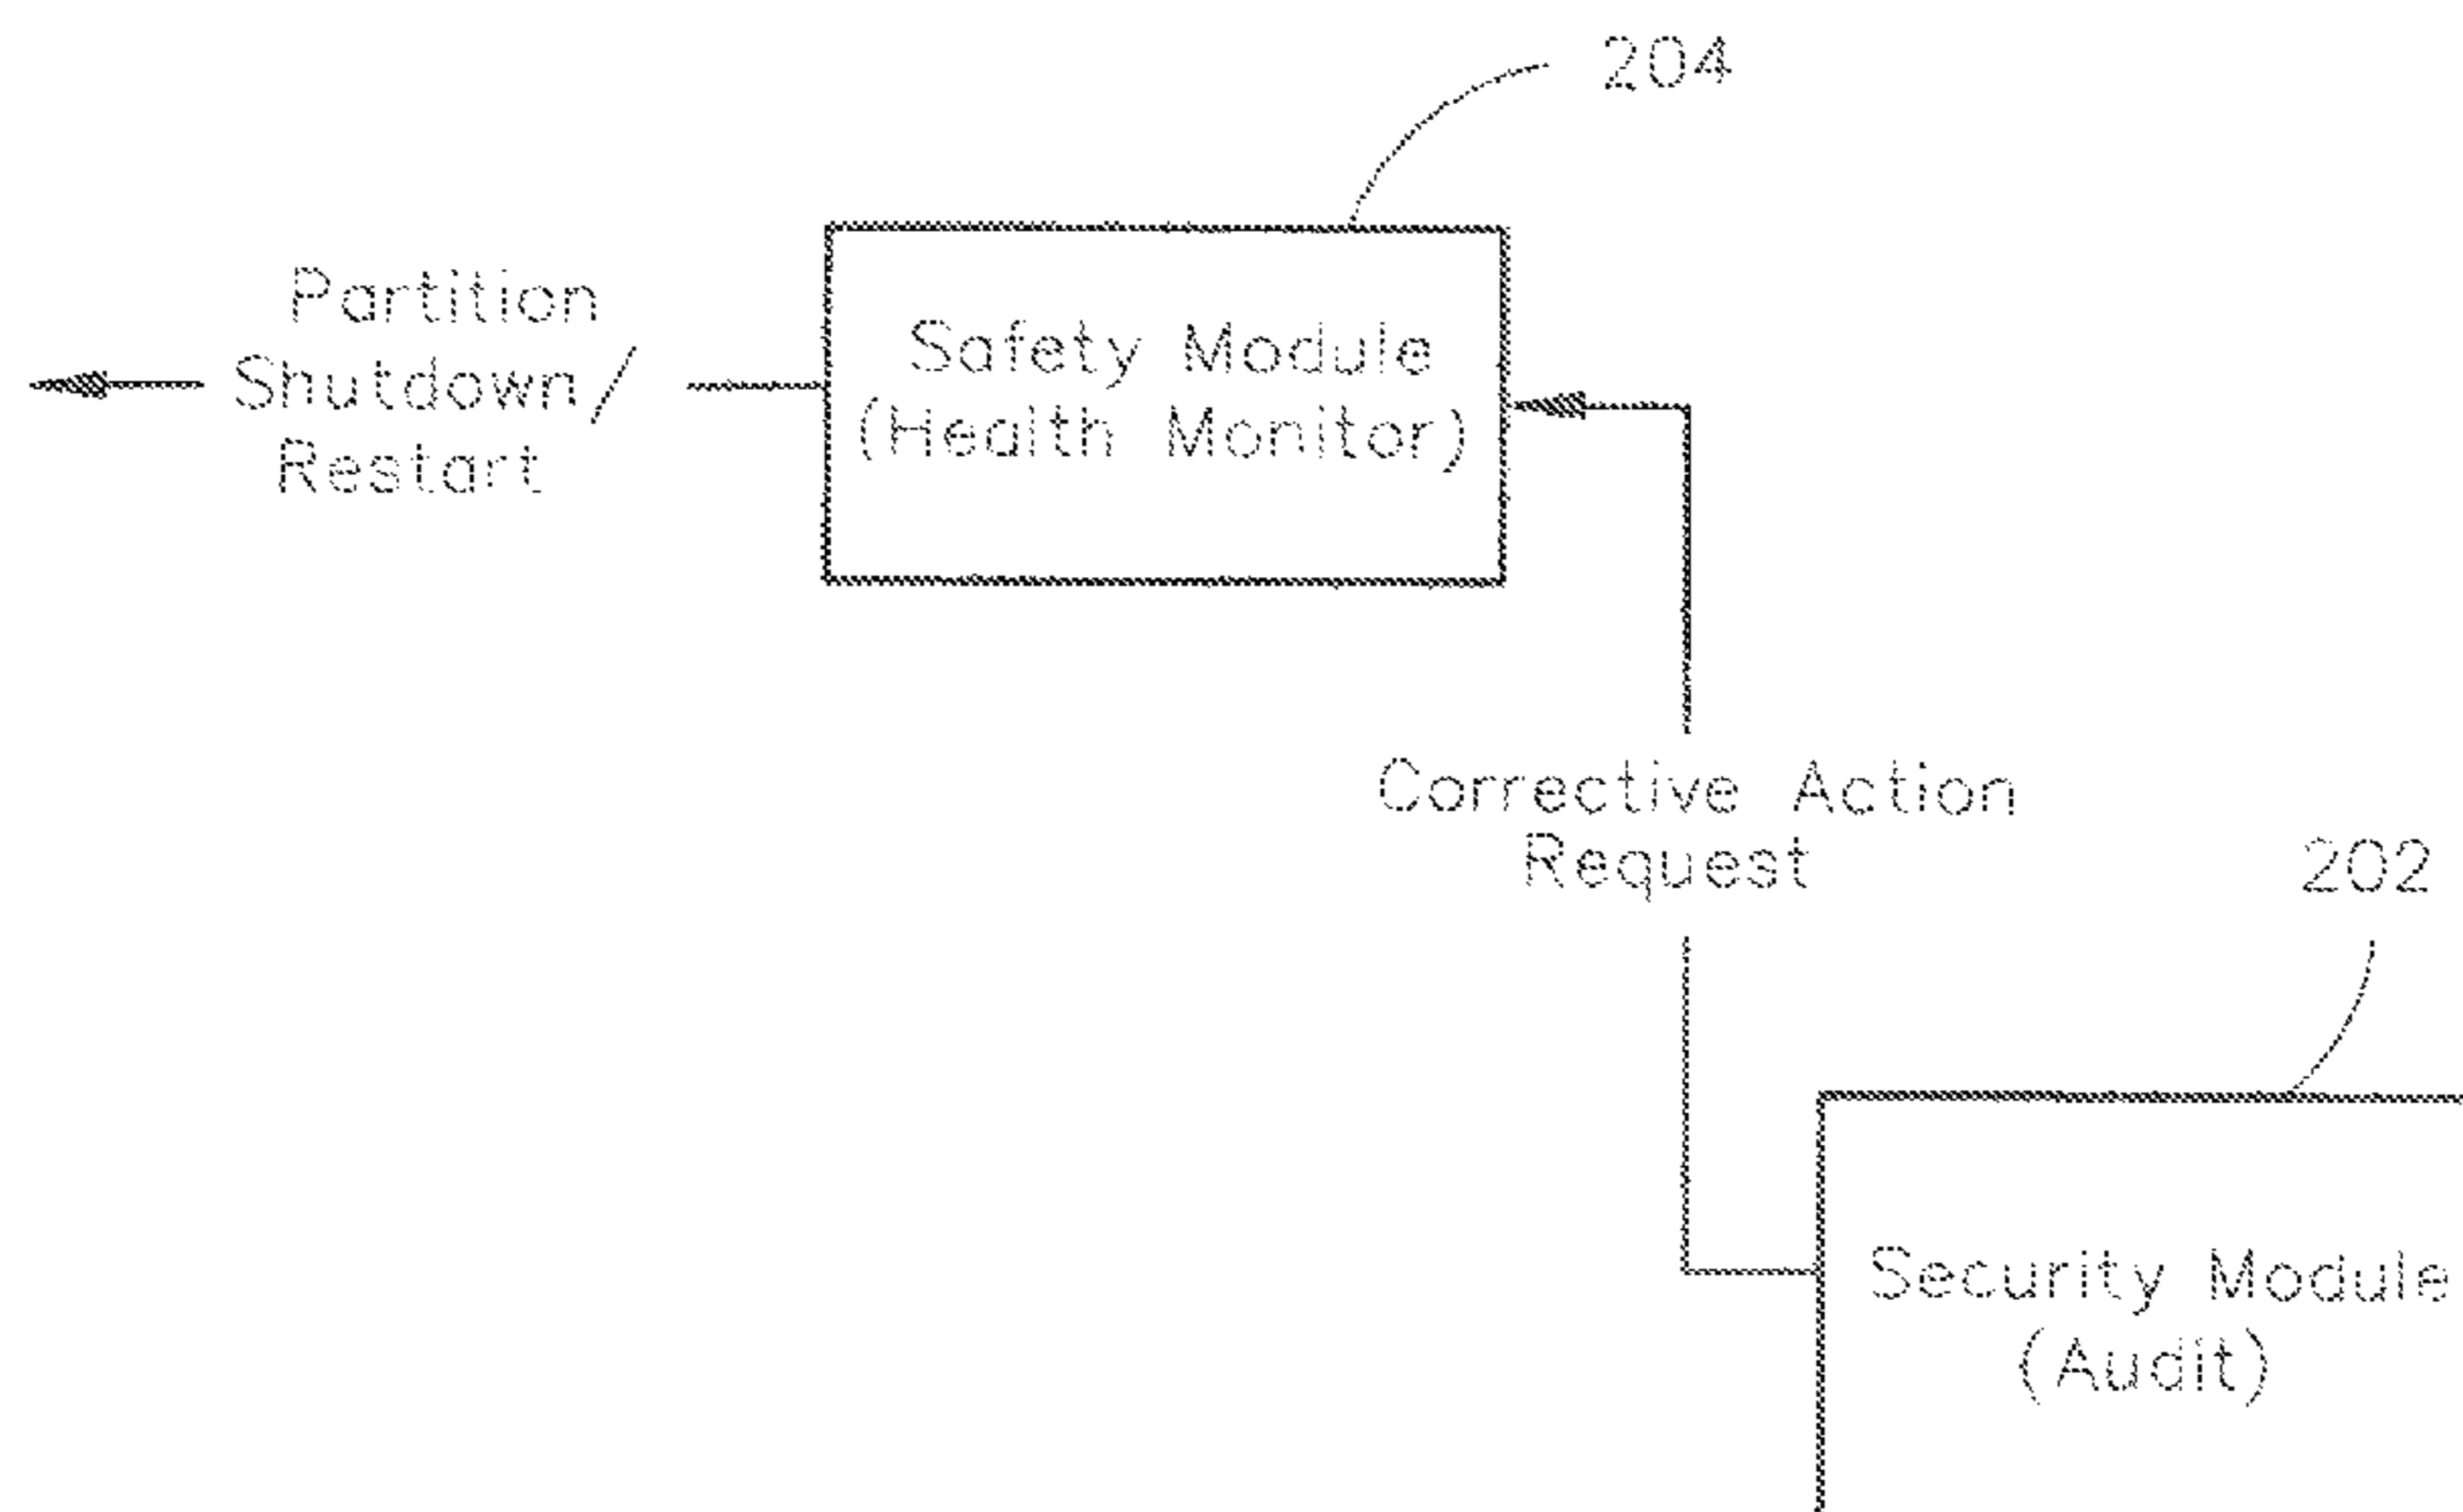 204
Partition
Shutdown/
Restart
Safety Module
(Health Monitor)
Corrective Action
Request
202
Security Module
(Audit)